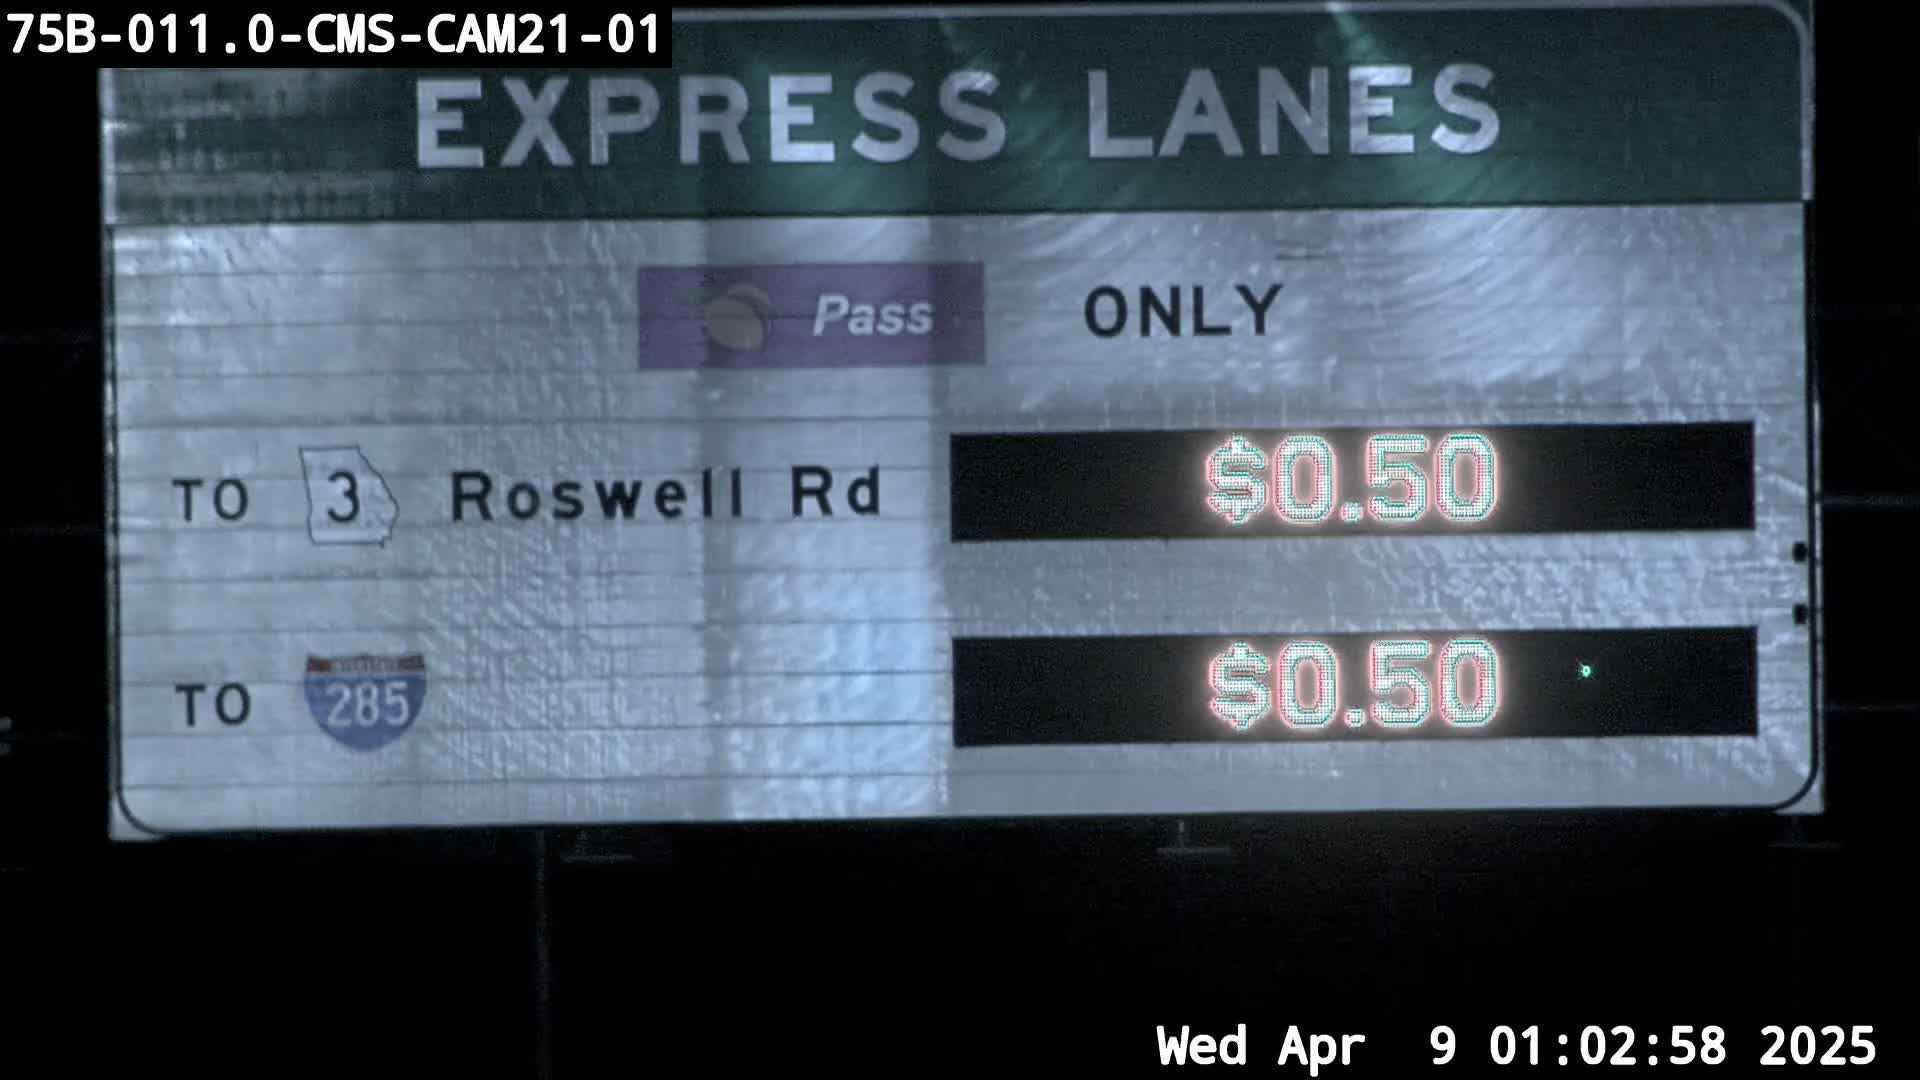 75B-011.0-CMS-CAM21-01
EXPRESS LANES
Pass ONLY
TO 3 Roswell Rd $0.50
TO 285 $0.50
Wed Apr 9 01:02:58 2025